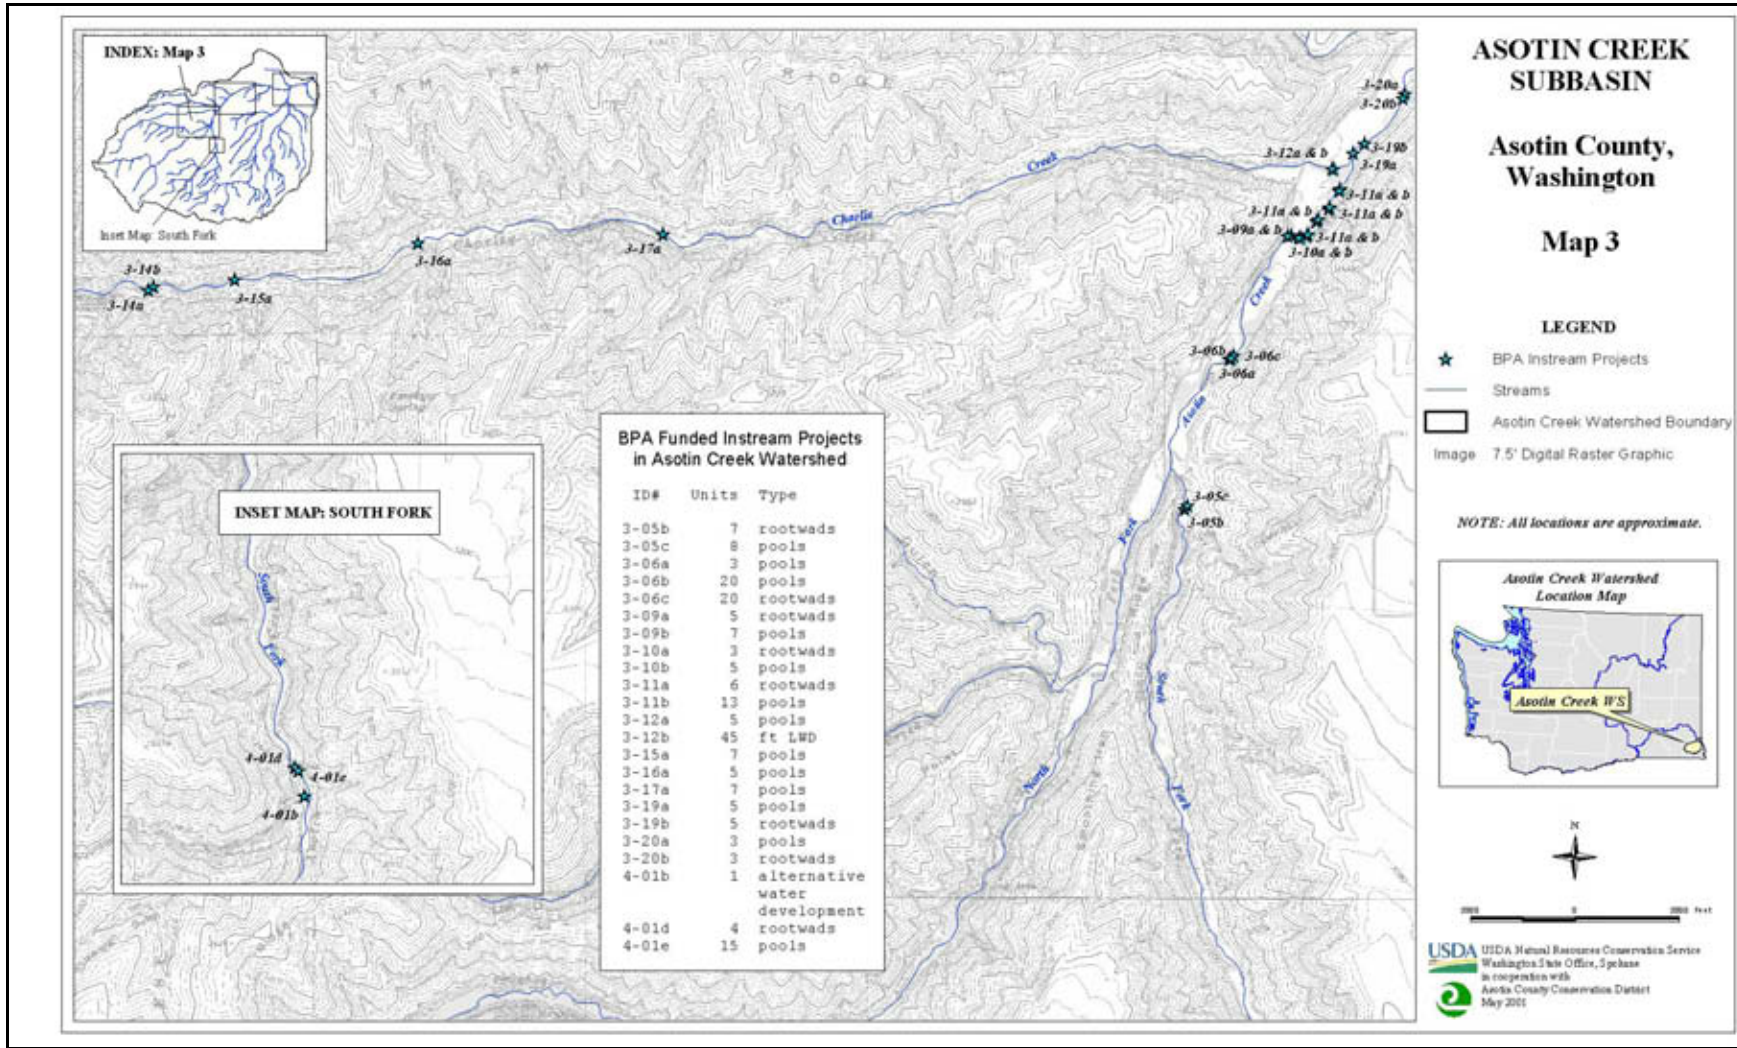 INDEX: Map 3
Inset Map: South Fork
TAM TAM RIDGE
3-20a
3-20b
3-19b
3-19a
3-12a & b
3-11a & b
3-11a & b
3-11a & b
3-09a & b
3-11a & b
3-10a & b
Creek
Charlie
3-17a
3-16a
3-15a
3-14b
3-14a
Creek
3-06b
3-06c
3-06a
Asotin
3-05c
3-05b
Fork
South
Fork
North
INSET MAP: SOUTH FORK
South
Fork
4-01d
4-01e
4-01b
BPA Funded Instream Projects
in Asotin Creek Watershed
ID# Units Type
3-05b 7 rootwads
3-05c 8 pools
3-06a 3 pools
3-06b 20 pools
3-06c 20 rootwads
3-09a 5 rootwads
3-09b 7 pools
3-10a 3 rootwads
3-10b 5 pools
3-11a 6 rootwads
3-11b 13 pools
3-12a 5 pools
3-12b 45 ft LWD
3-15a 7 pools
3-16a 5 pools
3-17a 7 pools
3-19a 5 pools
3-19b 5 rootwads
3-20a 3 pools
3-20b 3 rootwads
4-01b 1 alternative
water
development
4-01d 4 rootwads
4-01e 15 pools
ASOTIN CREEK
SUBBASIN
Asotin County,
Washington
Map 3
LEGEND
BPA Instream Projects
Streams
Asotin Creek Watershed Boundary
Image 7.5' Digital Raster Graphic
NOTE: All locations are approximate.
Asotin Creek Watershed
Location Map
Asotin Creek WS
N
0 Feet
USDA USDA Natural Resources Conservation Service
Washington State Office, Spokane
in cooperation with
Asotin County Conservation District
May 2001